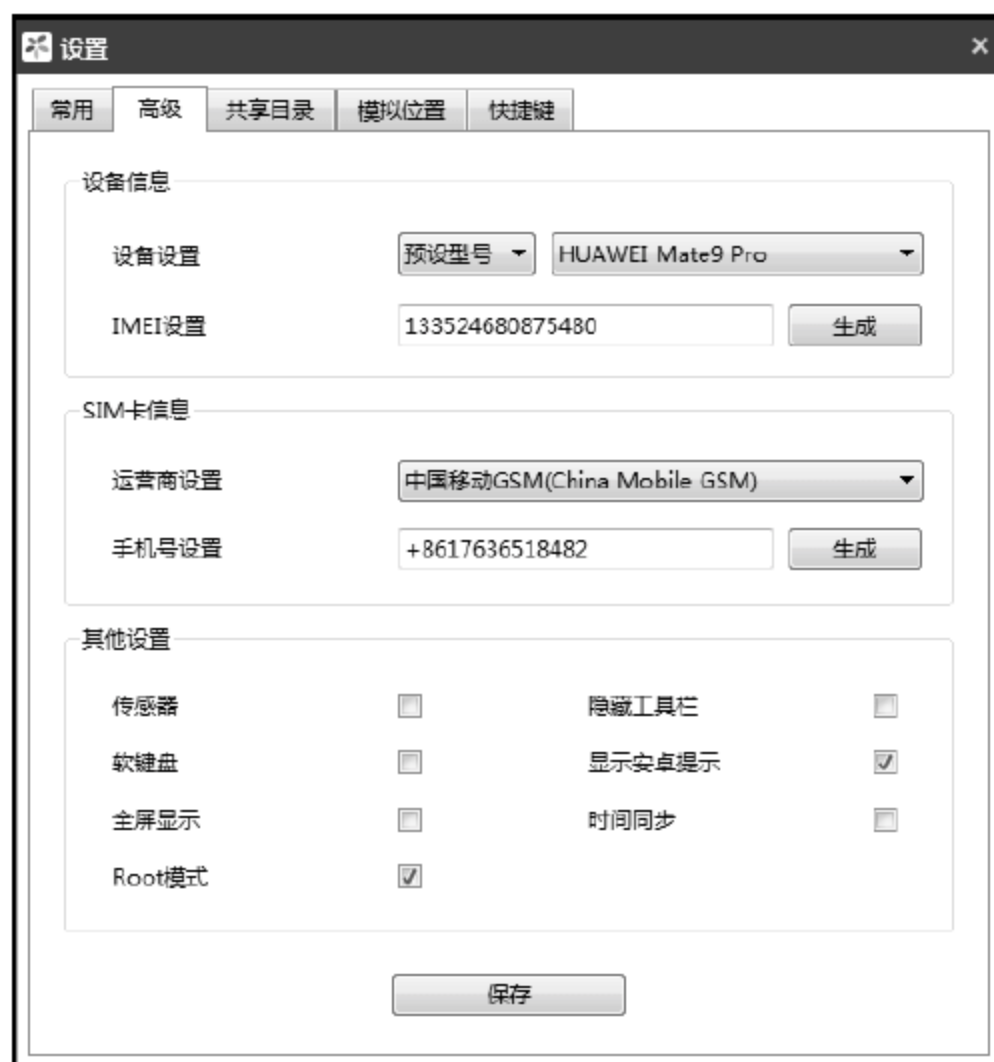 设置
常用 高级 共享目录 模拟位置 快捷键
设备信息
设备设置 预设型号 HUAWEI Mate9 Pro
IMEI设置 133524680875480 生成
SIM卡信息
运营商设置 中国移动GSM(China Mobile GSM)
手机号设置 +8617636518482 生成
其他设置
传感器 隐藏工具栏
软键盘 显示安卓提示
全屏显示 时间同步
Root模式
保存